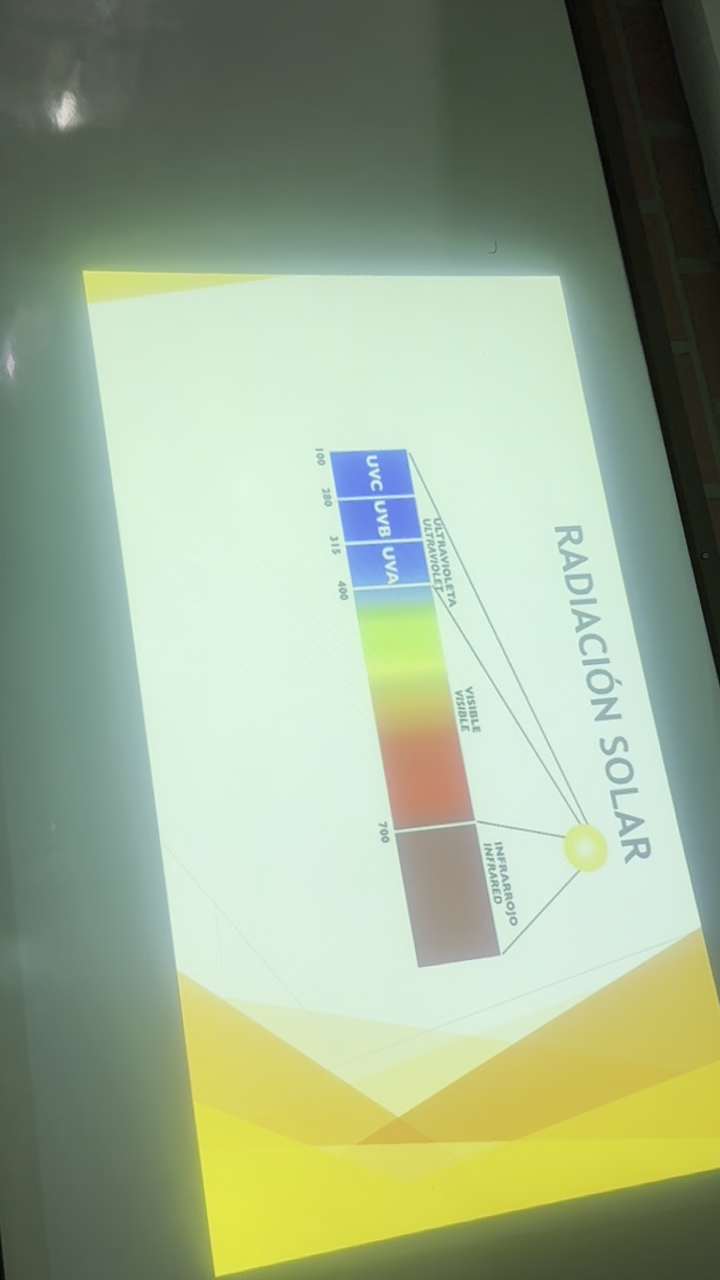 RADIACIÓN SOLAR
ULTRAVIOLETA
ULTRAVIOLET
VISIBLE
VISIBLE
INFRARROJO
INFRARED
UVC UVB UVA
100 280 315 400 700